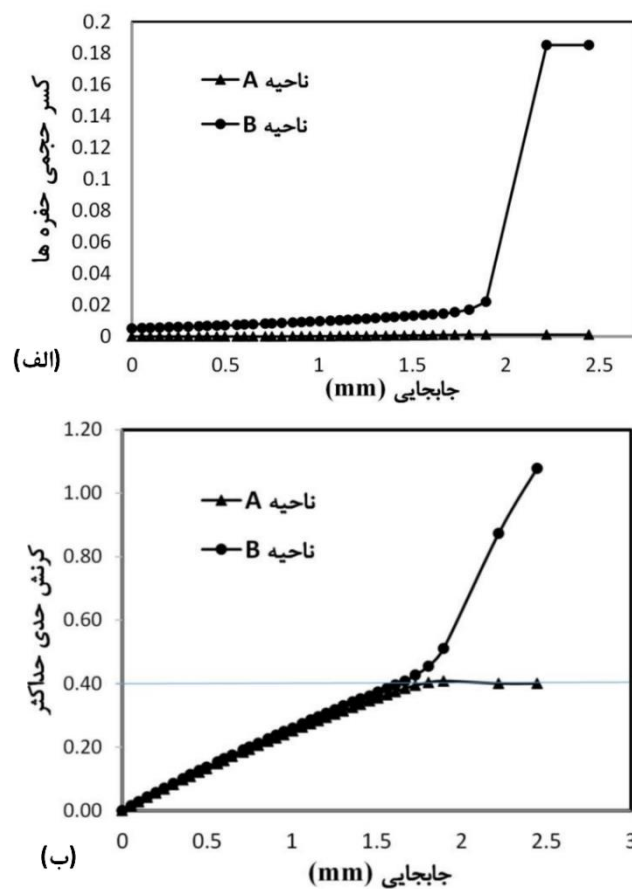 0.2
0.18
0.16
0.14
0.12
0.1
0.08
0.06
0.04
0.02
0
کسر حجمی حفره ها
ناحیه A
ناحیه B
0 0.5 1 1.5 2 2.5
جابجایی (mm)
(الف)
1.20
1.00
0.80
0.60
0.40
0.20
0.00
کرنش حدی حداکثر
ناحیه A
ناحیه B
0 0.5 1 1.5 2 2.5 3
جابجایی (mm)
(ب)